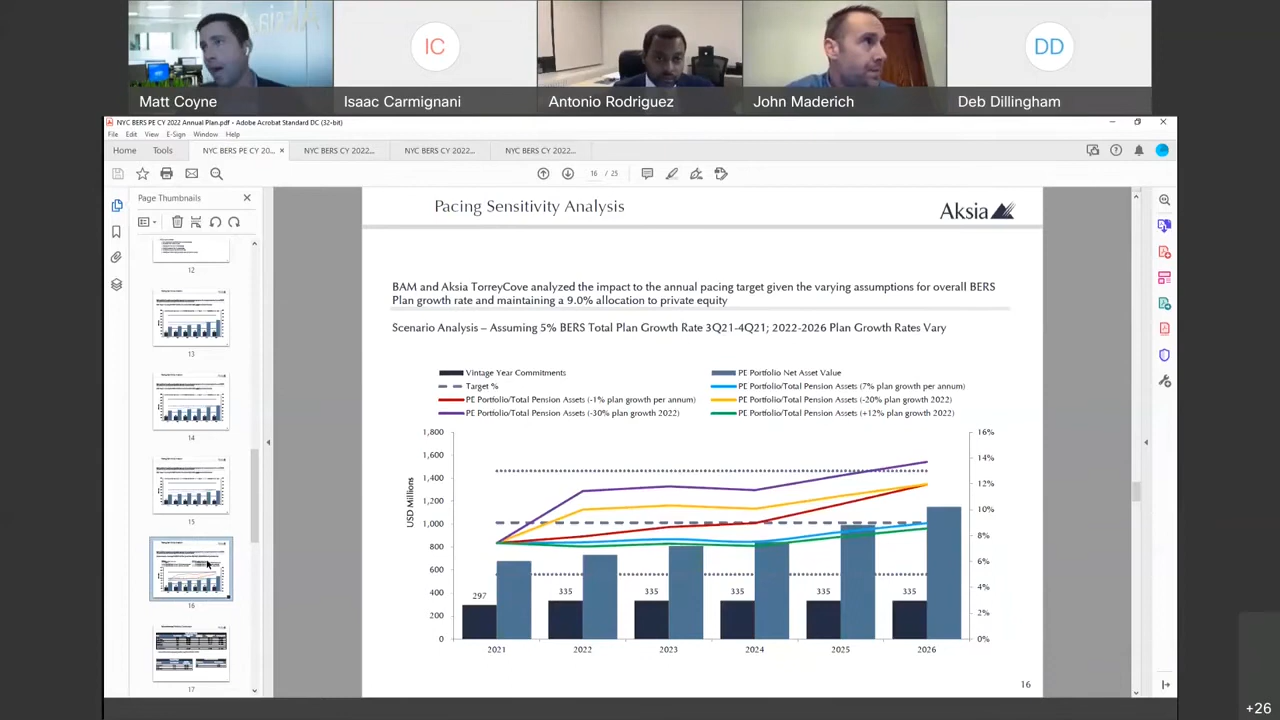 IC
DD
Matt Coyne
Isaac Carmignani
Antonio Rodriguez
John Maderich
Deb Dillingham
NYC BERS PE CY 2022 Annual Plan.pdf - Adobe Acrobat Standard DC (32-bit)
File Edit View E-Sign Window Help
Home Tools NYC BERS PE CY 20... × NYC BERS CY 2022... NYC BERS CY 2022... NYC BERS CY 2022...
16 / 25
Page Thumbnails
12
13
14
15
16
17
Pacing Sensitivity Analysis
Aksia
BAM and Aksia TorreyCove analyzed the impact to the annual pacing target given the varying assumptions for overall BERS
Plan growth rate and maintaining a 9.0% allocation to private equity
Scenario Analysis – Assuming 5% BERS Total Plan Growth Rate 3Q21-4Q21; 2022-2026 Plan Growth Rates Vary
Vintage Year Commitments PE Portfolio Net Asset Value
Target % PE Portfolio/Total Pension Assets (7% plan growth per annum)
PE Portfolio/Total Pension Assets (-1% plan growth per annum) PE Portfolio/Total Pension Assets (-20% plan growth 2022)
PE Portfolio/Total Pension Assets (-30% plan growth 2022) PE Portfolio/Total Pension Assets (+12% plan growth 2022)
USD Millions
1,800 16%
1,600 14%
1,400 12%
1,200 10%
1,000 8%
800 6%
600 4%
400 2%
200 0%
0
297 335 335 335 335 335
2021 2022 2023 2024 2025 2026
16
+26